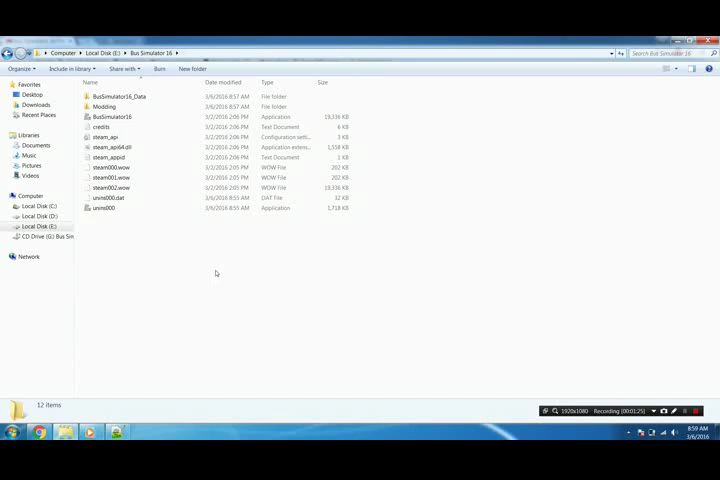 Computer Local Disk (E:) Bus Simulator 16
Search Bus Simulator 16
Organize Include in library Share with Burn New folder
Name Date modified Type Size
Favorites
Desktop
Downloads
Recent Places
Libraries
Documents
Music
Pictures
Videos
Computer
Local Disk (C:)
Local Disk (D:)
Local Disk (E:)
CD Drive (G:) Bus Sin
Network
BusSimulator16_Data 3/6/2016 8:57 AM File folder
Modding 3/6/2016 8:57 AM File folder
BusSimulator16 3/2/2016 2:06 PM Application 19,336 KB
credits 3/2/2016 2:06 PM Text Document 6 KB
steam_api 3/2/2016 2:06 PM Configuration sett... 3 KB
steam_api64.dll 3/2/2016 2:06 PM Application extens... 1,558 KB
steam_appid 3/2/2016 2:06 PM Text Document 1 KB
steam000.wow 3/2/2016 2:05 PM WOW File 202 KB
steam001.wow 3/2/2016 2:05 PM WOW File 202 KB
steam002.wow 3/2/2016 2:05 PM WOW File 19,336 KB
unins000.dat 3/6/2016 8:55 AM DAT File 32 KB
unins000 3/6/2016 8:55 AM Application 1,718 KB
12 items
1920x1080 Recording [00:01:25]
8:59 AM
3/6/2016